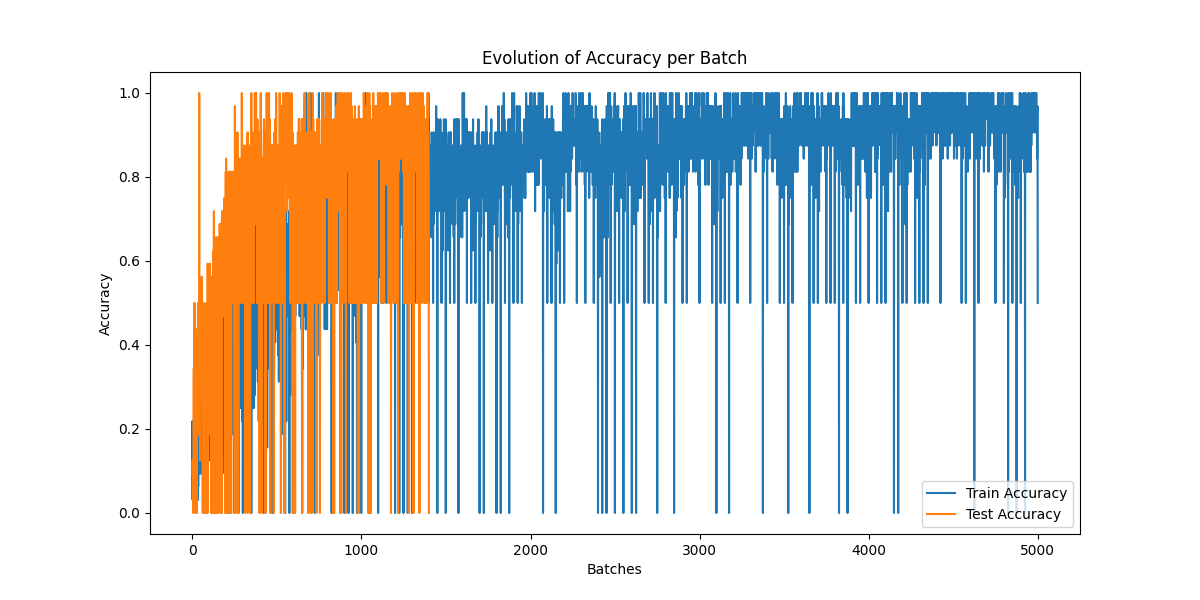 Evolution of Accuracy per Batch
Accuracy
1.0
0.8
0.6
0.4
0.2
0.0
0
1000
2000
3000
4000
5000
Batches
Train Accuracy
Test Accuracy